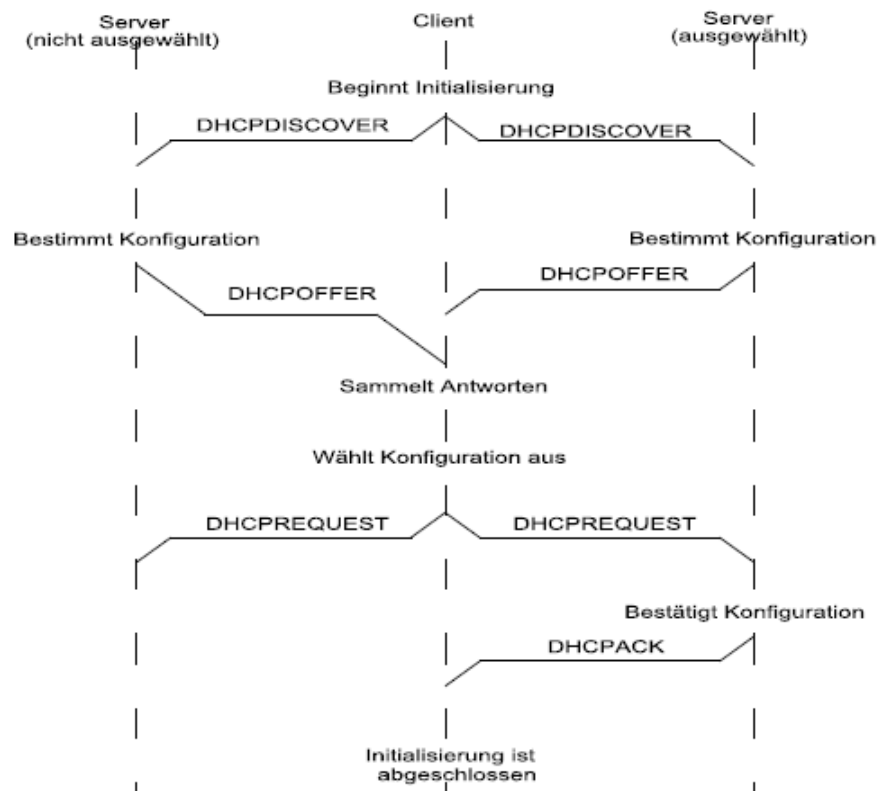 Server
(nicht ausgewählt)
Client
Server
(ausgewählt)
Beginnt Initialisierung
DHCPDISCOVER
DHCPDISCOVER
Bestimmt Konfiguration
Bestimmt Konfiguration
DHCPOFFER
DHCPOFFER
Sammelt Antworten
Wählt Konfiguration aus
DHCPREQUEST
DHCPREQUEST
Bestätigt Konfiguration
DHCPACK
Initialisierung ist
abgeschlossen